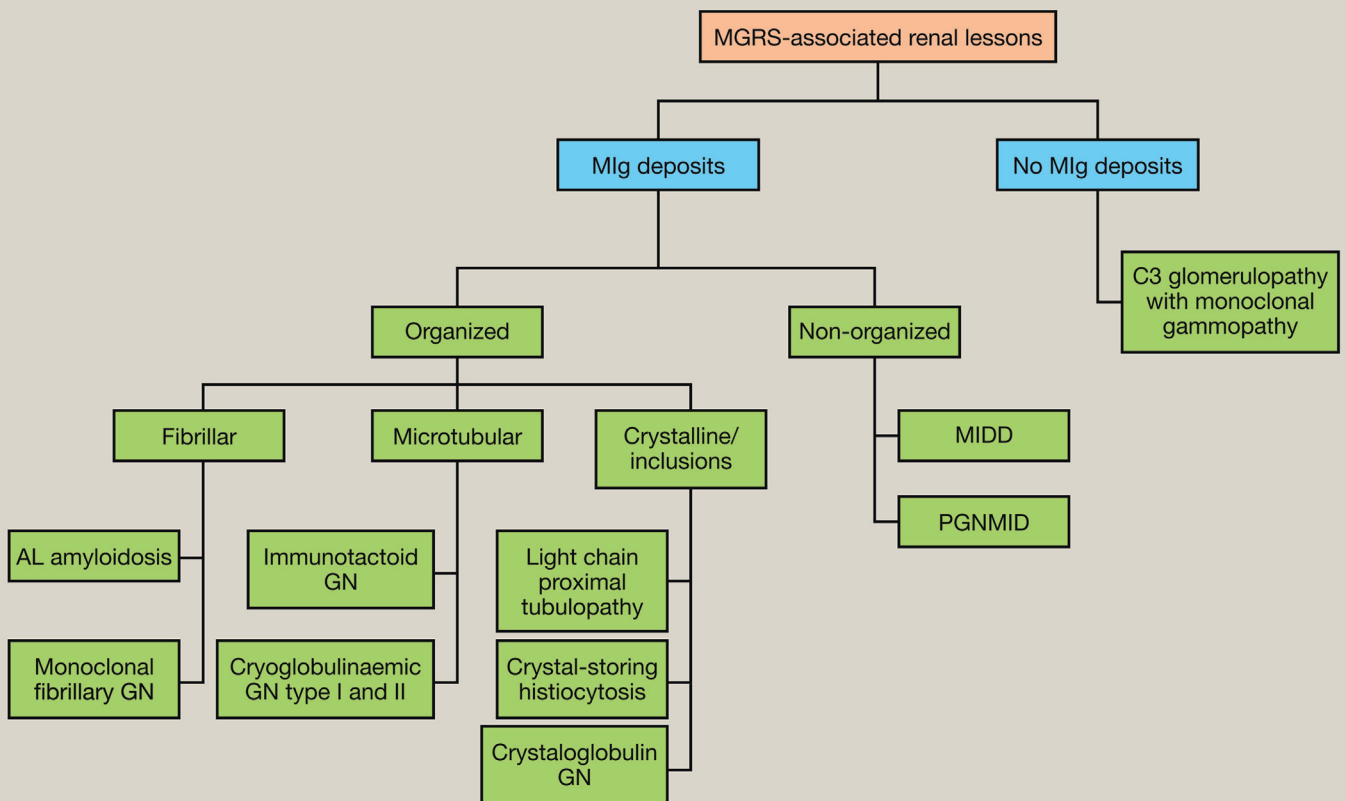 MGRS-associated renal lessons
MIg deposits
No MIg deposits
C3 glomerulopathy
with monoclonal
gammopathy
Organized
Non-organized
Fibrillar
Microtubular
Crystalline/
inclusions
MIDD
PGNMID
AL amyloidosis
Immunotactoid
GN
Light chain
proximal
tubulopathy
Monoclonal
fibrillary GN
Cryoglobulinaemic
GN type I and II
Crystal-storing
histiocytosis
Crystaloglobulin
GN